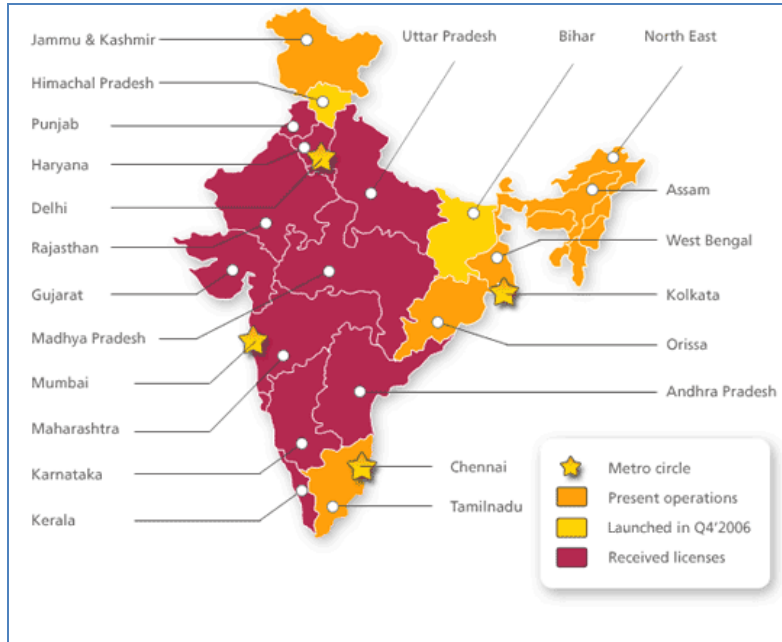 Jammu & Kashmir
Uttar Pradesh
Bihar
North East
Himachal Pradesh
Punjab
Haryana
Delhi
Rajasthan
Gujarat
Madhya Pradesh
Mumbai
Maharashtra
Karnataka
Kerala
Assam
West Bengal
Kolkata
Orissa
Andhra Pradesh
Chennai
Tamilnadu
Metro circle
Present operations
Launched in Q4'2006
Received licenses